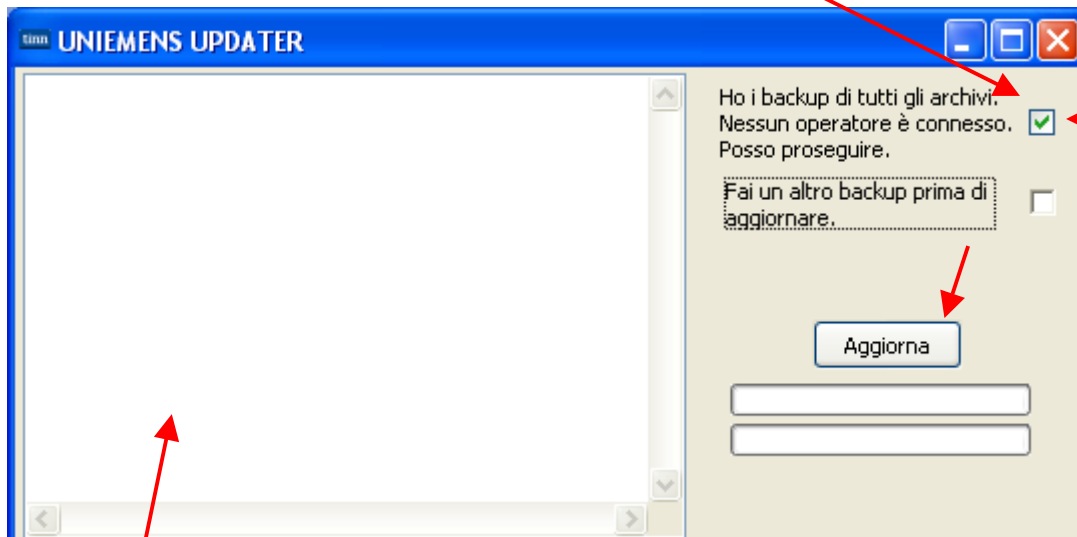 tinn UNIEMENS UPDATER
Ho i backup di tutti gli archivi.
Nessun operatore è connesso.
Posso proseguire.
Fai un altro backup prima di
aggiornare.
Aggiorna